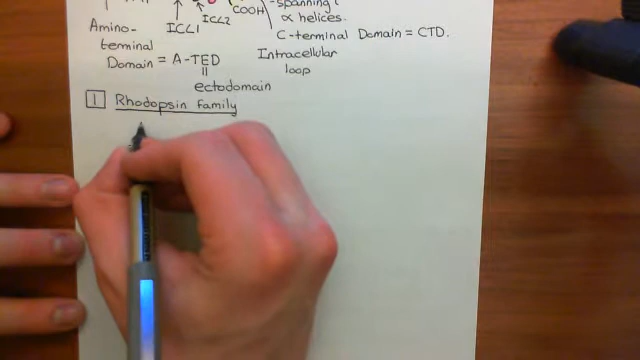 -spanning
ICL2
COOH
α helices.
Amino-
ICL1
C-terminal Domain = CTD.
terminal
Intracellular
Domain = A-TED
loop
||
ectodomain
1 Rhodopsin family